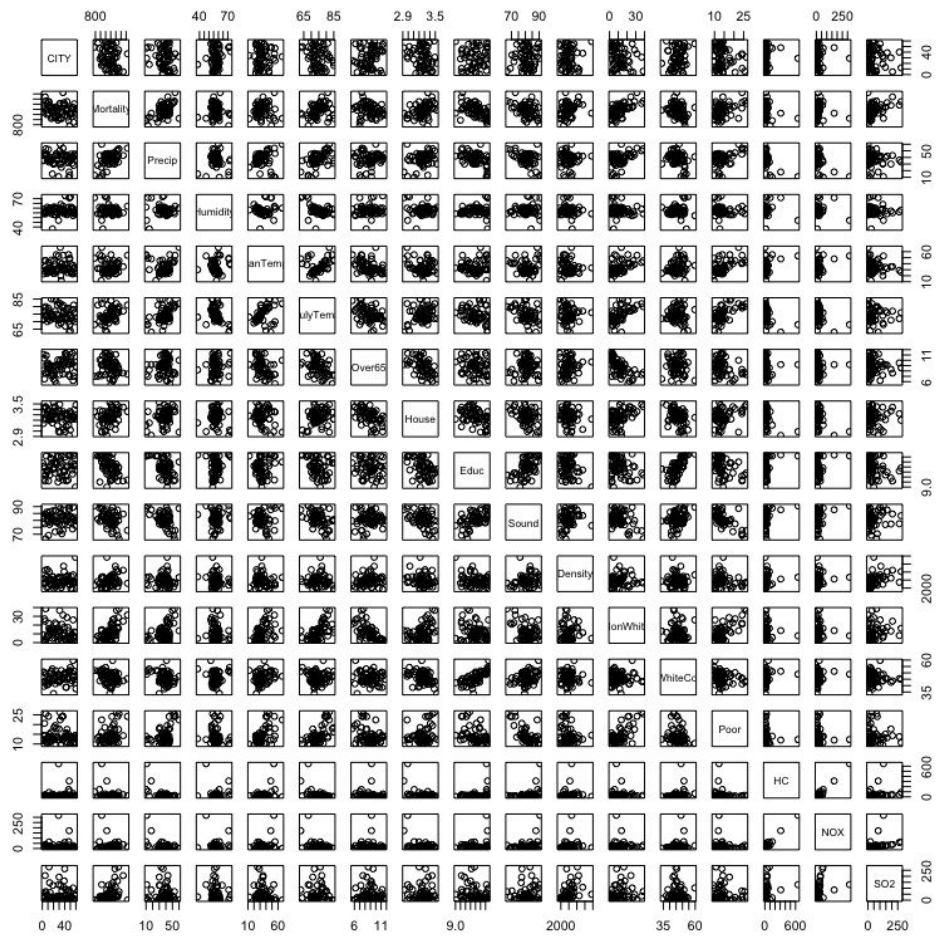 800 40 70 65 85 2.9 3.5 70 90 0 30 10 25 0 250
CITY 0 40
800 Mortality
Precip 10 50
40 70 Humidity
anTem 10 60
65 85 ulyTem
Over65 6 11
2.9 3.5 House
Educ 9.0
70 90 Sound
Density 2000
0 30 lonWhit
WhiteCo 35 60
10 25 Poor
HC 0 600
0 250 NOX
SO2 0 250
0 40 10 50 10 60 6 11 9.0 2000 35 60 0 600 0 250